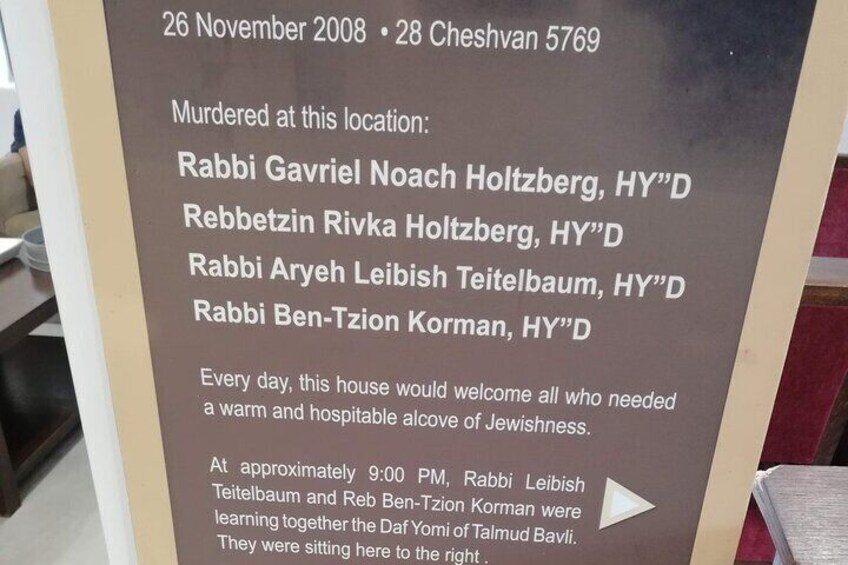 26 November 2008 • 28 Cheshvan 5769
Murdered at this location:
Rabbi Gavriel Noach Holtzberg, HY”D
Rebbetzin Rivka Holtzberg, HY”D
Rabbi Aryeh Leibish Teitelbaum, HY”D
Rabbi Ben-Tzion Korman, HY”D
Every day, this house would welcome all who needed
a warm and hospitable alcove of Jewishness.
At approximately 9:00 PM, Rabbi Leibish
Teitelbaum and Reb Ben-Tzion Korman were
learning together the Daf Yomi of Talmud Bavli.
They were sitting here to the right .